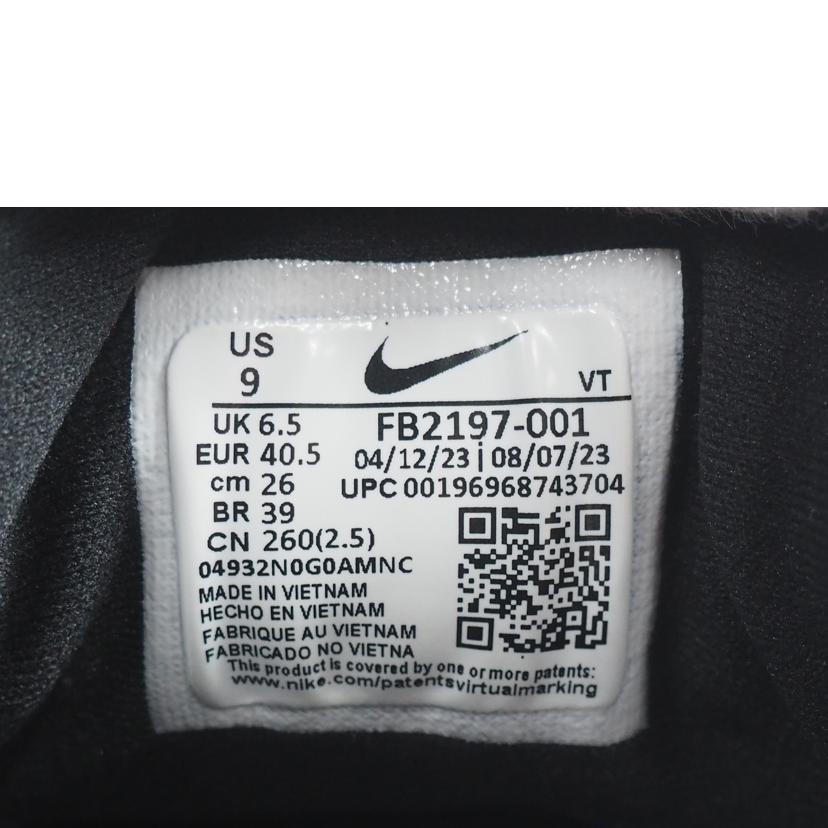 US
9
VT
UK 6.5
EUR 40.5
cm 26
BR 39
CN 260(2.5)
FB2197-001
04/12/23 | 08/07/23
UPC 00196968743704
04932N0G0AMNC
MADE IN VIETNAM
HECHO EN VIETNAM
FABRIQUE AU VIETNAM
FABRICADO NO VIETNA
This product is covered by one or more patents:
www.nike.com/patentsvirtualmarking